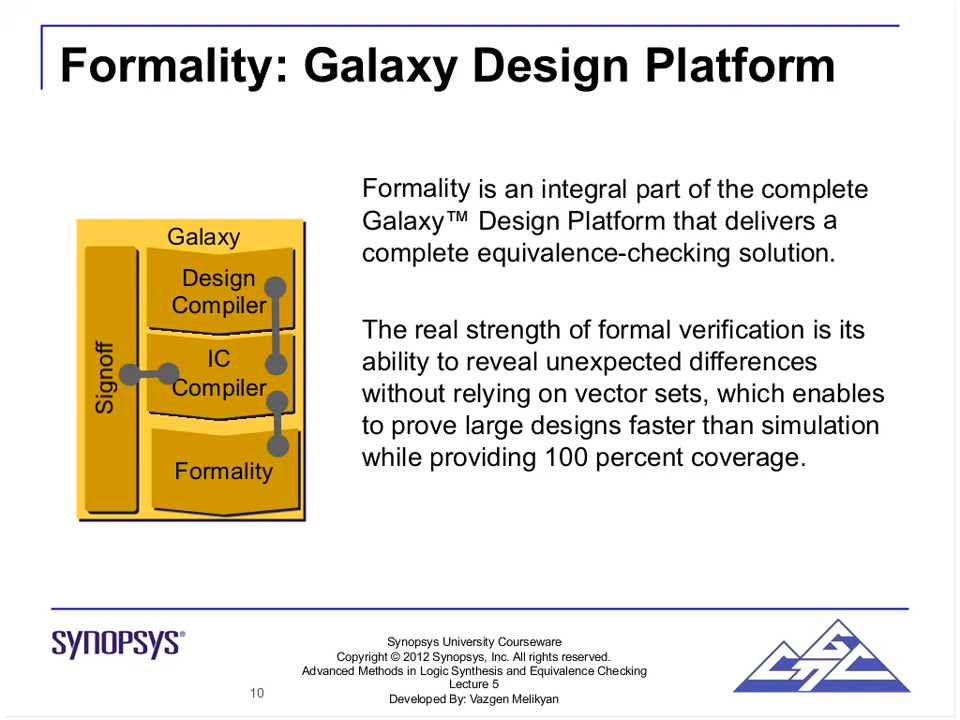 Formality: Galaxy Design Platform
Galaxy
Design
Compiler
IC
Compiler
Formality
Signoff
Formality is an integral part of the complete
Galaxy™ Design Platform that delivers a
complete equivalence-checking solution.
The real strength of formal verification is its
ability to reveal unexpected differences
without relying on vector sets, which enables
to prove large designs faster than simulation
while providing 100 percent coverage.
SYNOPSYS®
10
Synopsys University Courseware
Copyright © 2012 Synopsys, Inc. All rights reserved.
Advanced Methods in Logic Synthesis and Equivalence Checking
Lecture 5
Developed By: Vazgen Melikyan